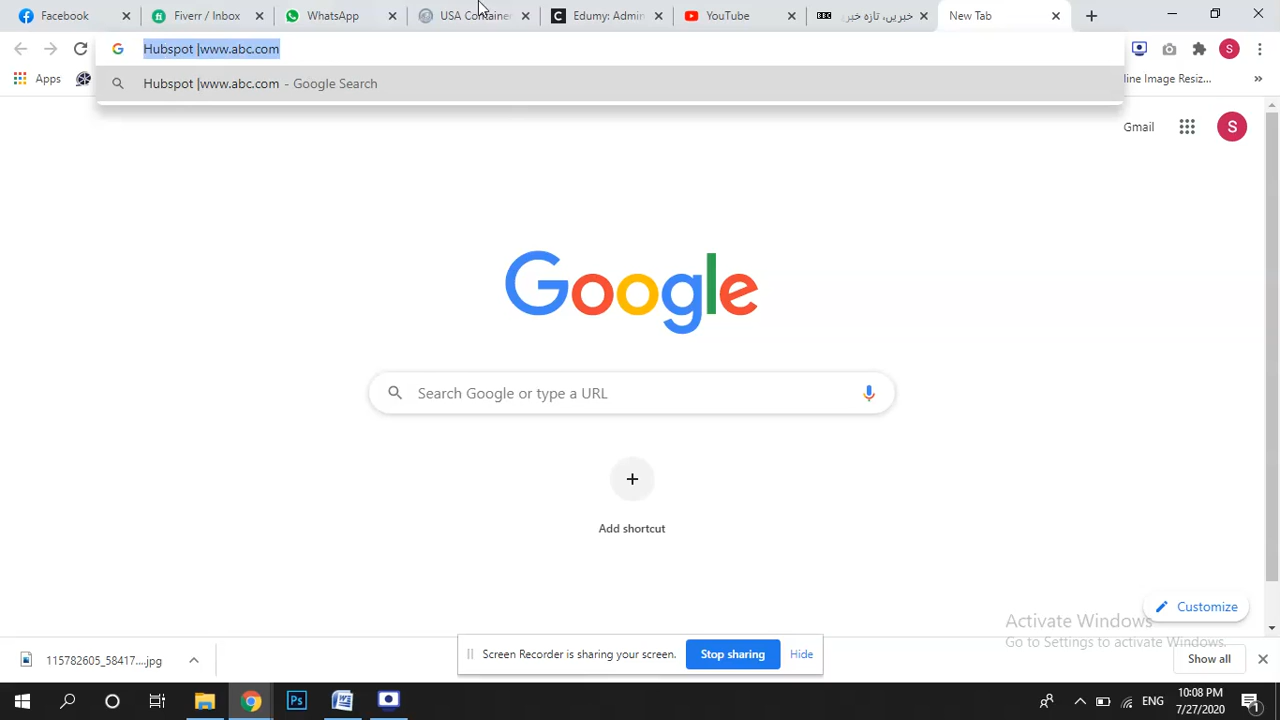 Facebook
Fiverr / Inbox
WhatsApp
USA Container
Edumy: Admin
YouTube
خبریں، تازہ خبر
New Tab
Hubspot |www.abc.com
Hubspot |www.abc.com - Google Search
Apps
line Image Resiz...
Gmail
S
Google
Search Google or type a URL
Add shortcut
Customize
Activate Windows
Go to Settings to activate Windows.
Screen Recorder is sharing your screen.
Stop sharing
Hide
115782605_58417....jpg
Show all
ENG
10:08 PM
7/27/2020